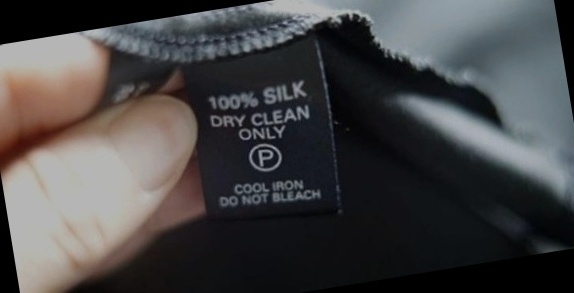 100% SILK
DRY CLEAN
ONLY
P
COOL IRON
DO NOT BLEACH